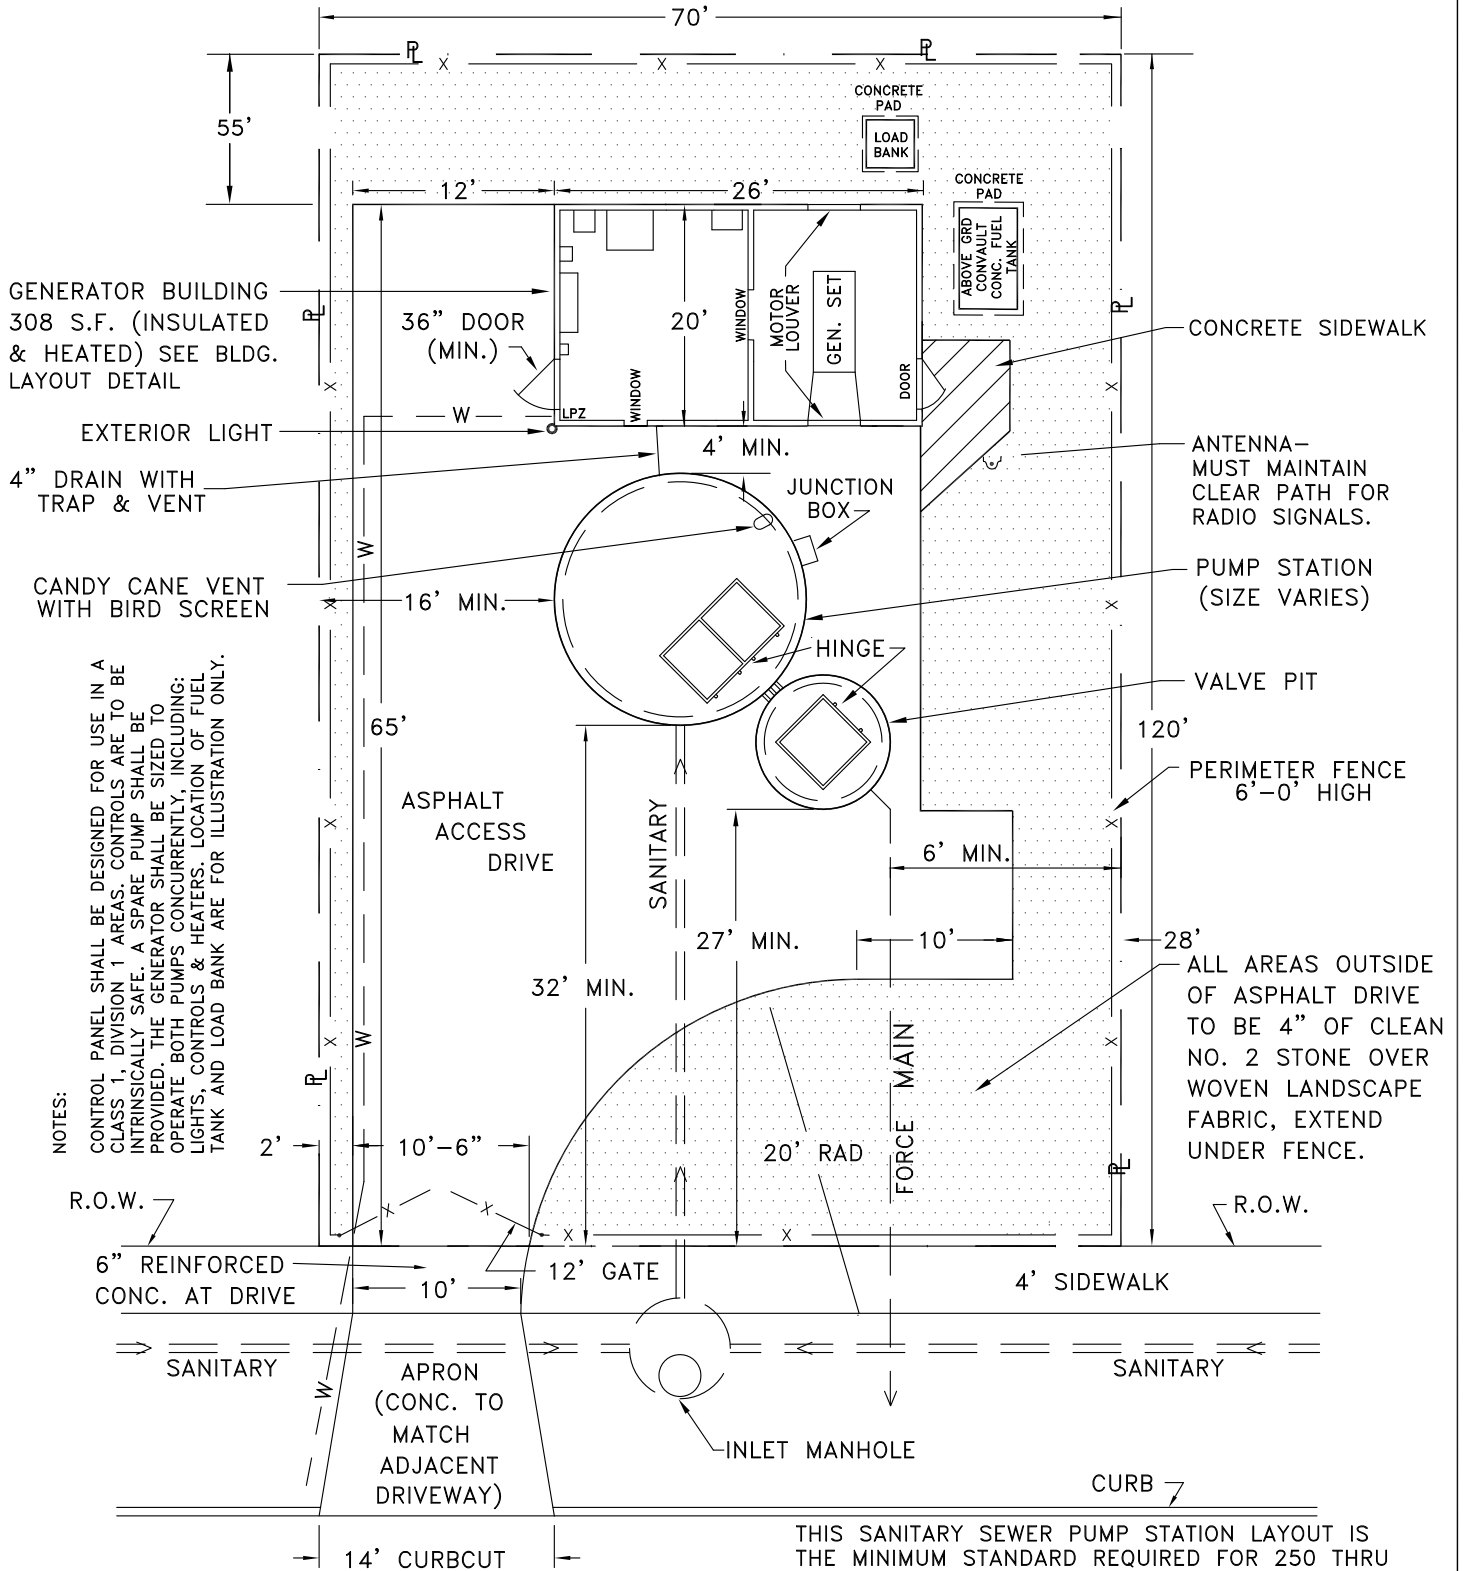 70'
P L
P L
X
X
X
CONCRETE
PAD
LOAD
BANK
55'
CONCRETE
PAD
ABOVE GRD
CONVAULT
CONC. FUEL
TANK
12'
26'
GENERATOR BUILDING
308 S.F. (INSULATED
& HEATED) SEE BLDG.
LAYOUT DETAIL
P L
36” DOOR
(MIN.)
20'
WINDOW
MOTOR
LOUVER
GEN. SET
DOOR
P L
CONCRETE SIDEWALK
X
X
W
LPZ
WINDOW
EXTERIOR LIGHT
4' MIN.
ANTENNA–
MUST MAINTAIN
CLEAR PATH FOR
RADIO SIGNALS.
4” DRAIN WITH
TRAP & VENT
JUNCTION
BOX
W
CANDY CANE VENT
WITH BIRD SCREEN
X
16' MIN.
PUMP STATION
(SIZE VARIES)
X
HINGE
VALVE PIT
65'
120'
NOTES:
CONTROL PANEL SHALL BE DESIGNED FOR USE IN A
CLASS 1, DIVISION 1 AREAS. CONTROLS ARE TO BE
INTRINSICALLY SAFE. A SPARE PUMP SHALL BE
PROVIDED. THE GENERATOR SHALL BE SIZED TO
OPERATE BOTH PUMPS CONCURRENTLY, INCLUDING:
LIGHTS, CONTROLS & HEATERS. LOCATION OF FUEL
TANK AND LOAD BANK ARE FOR ILLUSTRATION ONLY.
PERIMETER FENCE
6'–0' HIGH
X
X
ASPHALT
ACCESS
DRIVE
SANITARY
6' MIN.
27' MIN.
10'
28'
32' MIN.
ALL AREAS OUTSIDE
OF ASPHALT DRIVE
TO BE 4” OF CLEAN
NO. 2 STONE OVER
WOVEN LANDSCAPE
FABRIC, EXTEND
UNDER FENCE.
X
W
X
P L
FORCE MAIN
2'
10'–6”
20' RAD
P L
R.O.W.
R.O.W.
X
X
X
X
6” REINFORCED
CONC. AT DRIVE
10'
12' GATE
4' SIDEWALK
SANITARY
SANITARY
W
APRON
(CONC. TO
MATCH
ADJACENT
DRIVEWAY)
INLET MANHOLE
CURB
14' CURBCUT
THIS SANITARY SEWER PUMP STATION LAYOUT IS
THE MINIMUM STANDARD REQUIRED FOR 250 THRU